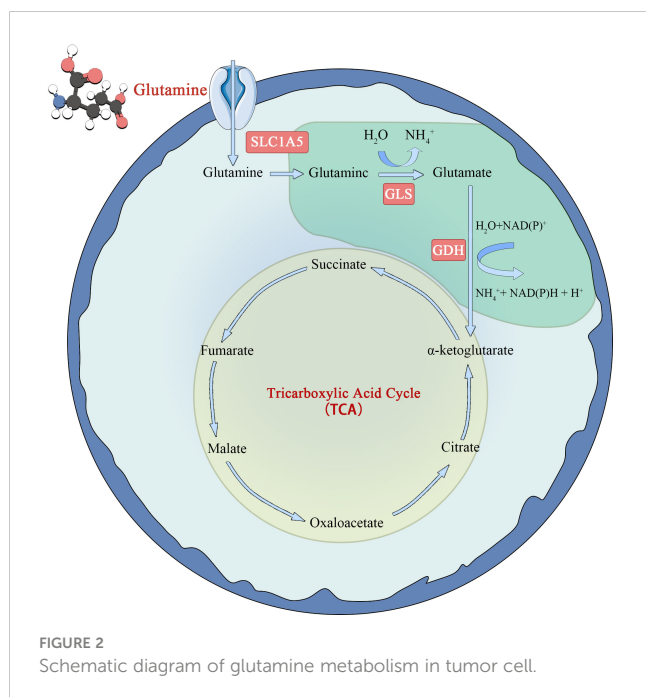 Glutamine
SLC1A5
H₂O NH₄⁺
Glutamine
Glutaminc
Glutamate
GLS
H₂O+NAD(P)⁺
GDH
NH₄⁺+ NAD(P)H + H⁺
Succinate
Fumarate
α-ketoglutarate
Tricarboxylic Acid Cycle
(TCA)
Malate
Citrate
Oxaloacetate
FIGURE 2
Schematic diagram of glutamine metabolism in tumor cell.